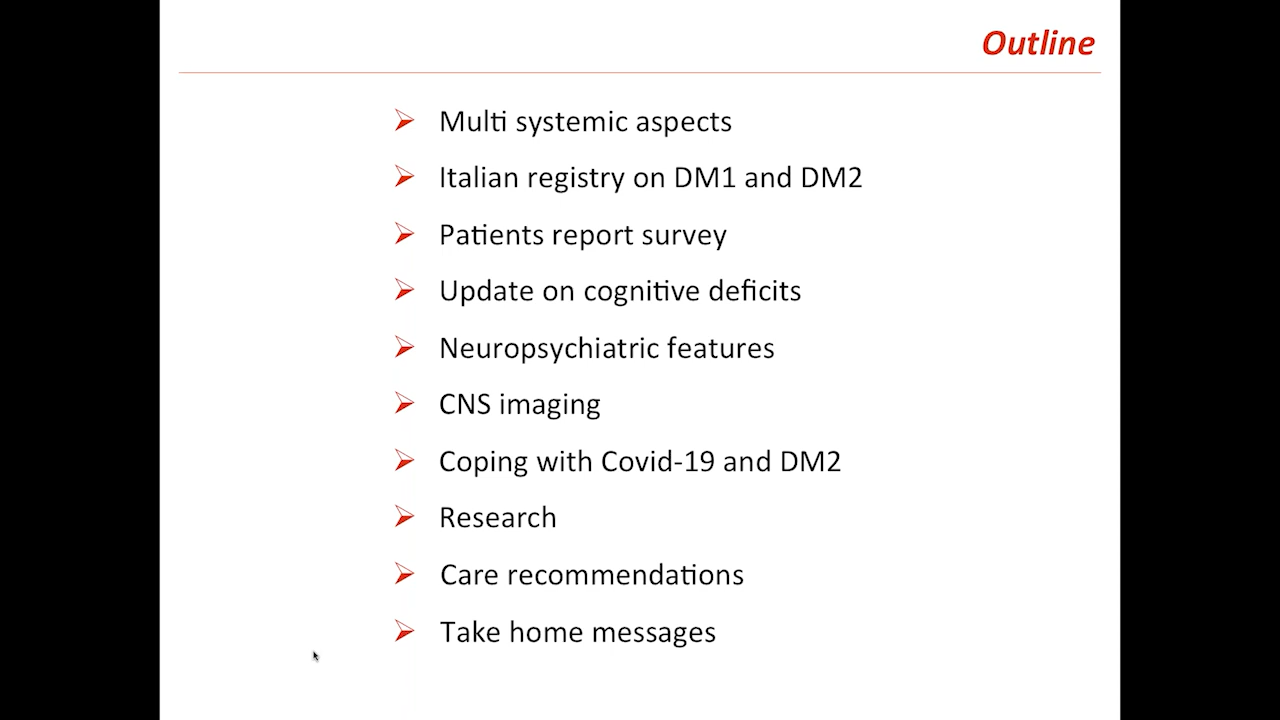 Outline
Multi systemic aspects
Italian registry on DM1 and DM2
Patients report survey
Update on cognitive deficits
Neuropsychiatric features
CNS imaging
Coping with Covid-19 and DM2
Research
Care recommendations
Take home messages